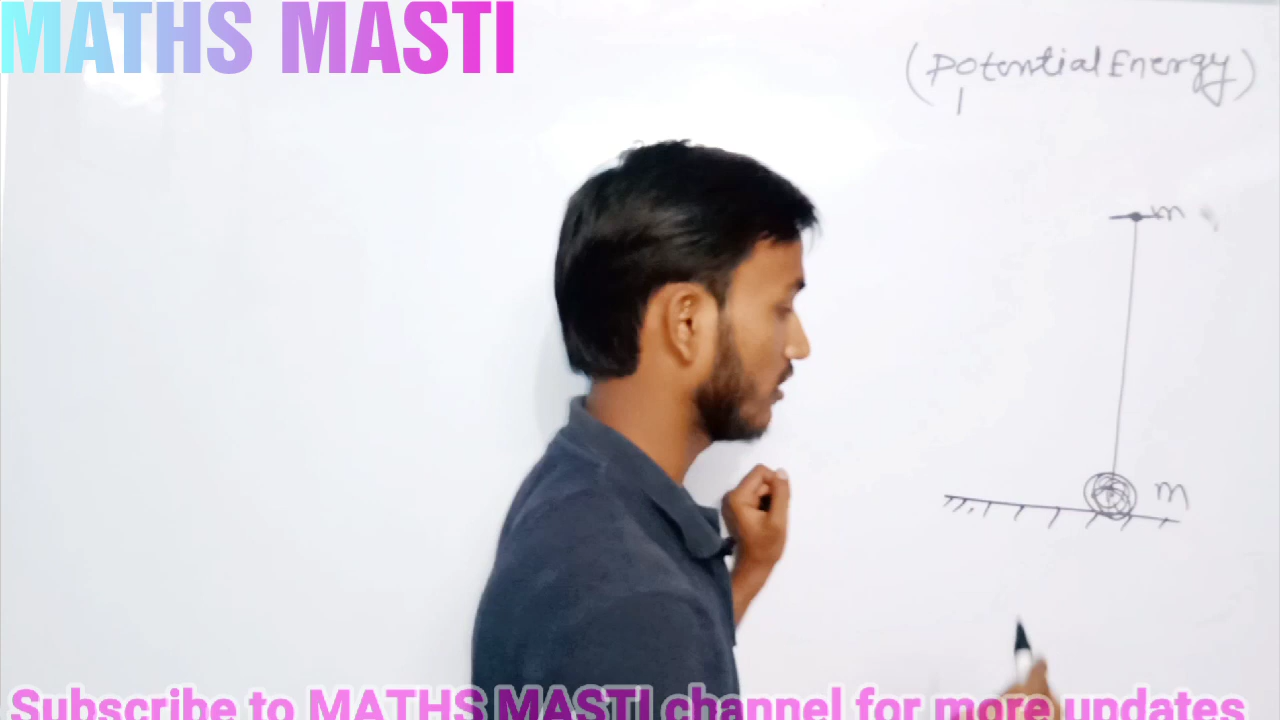 MATHS MASTI
(Potential Energy)
m
m
Subscribe to MATHS MASTI channel for more updates